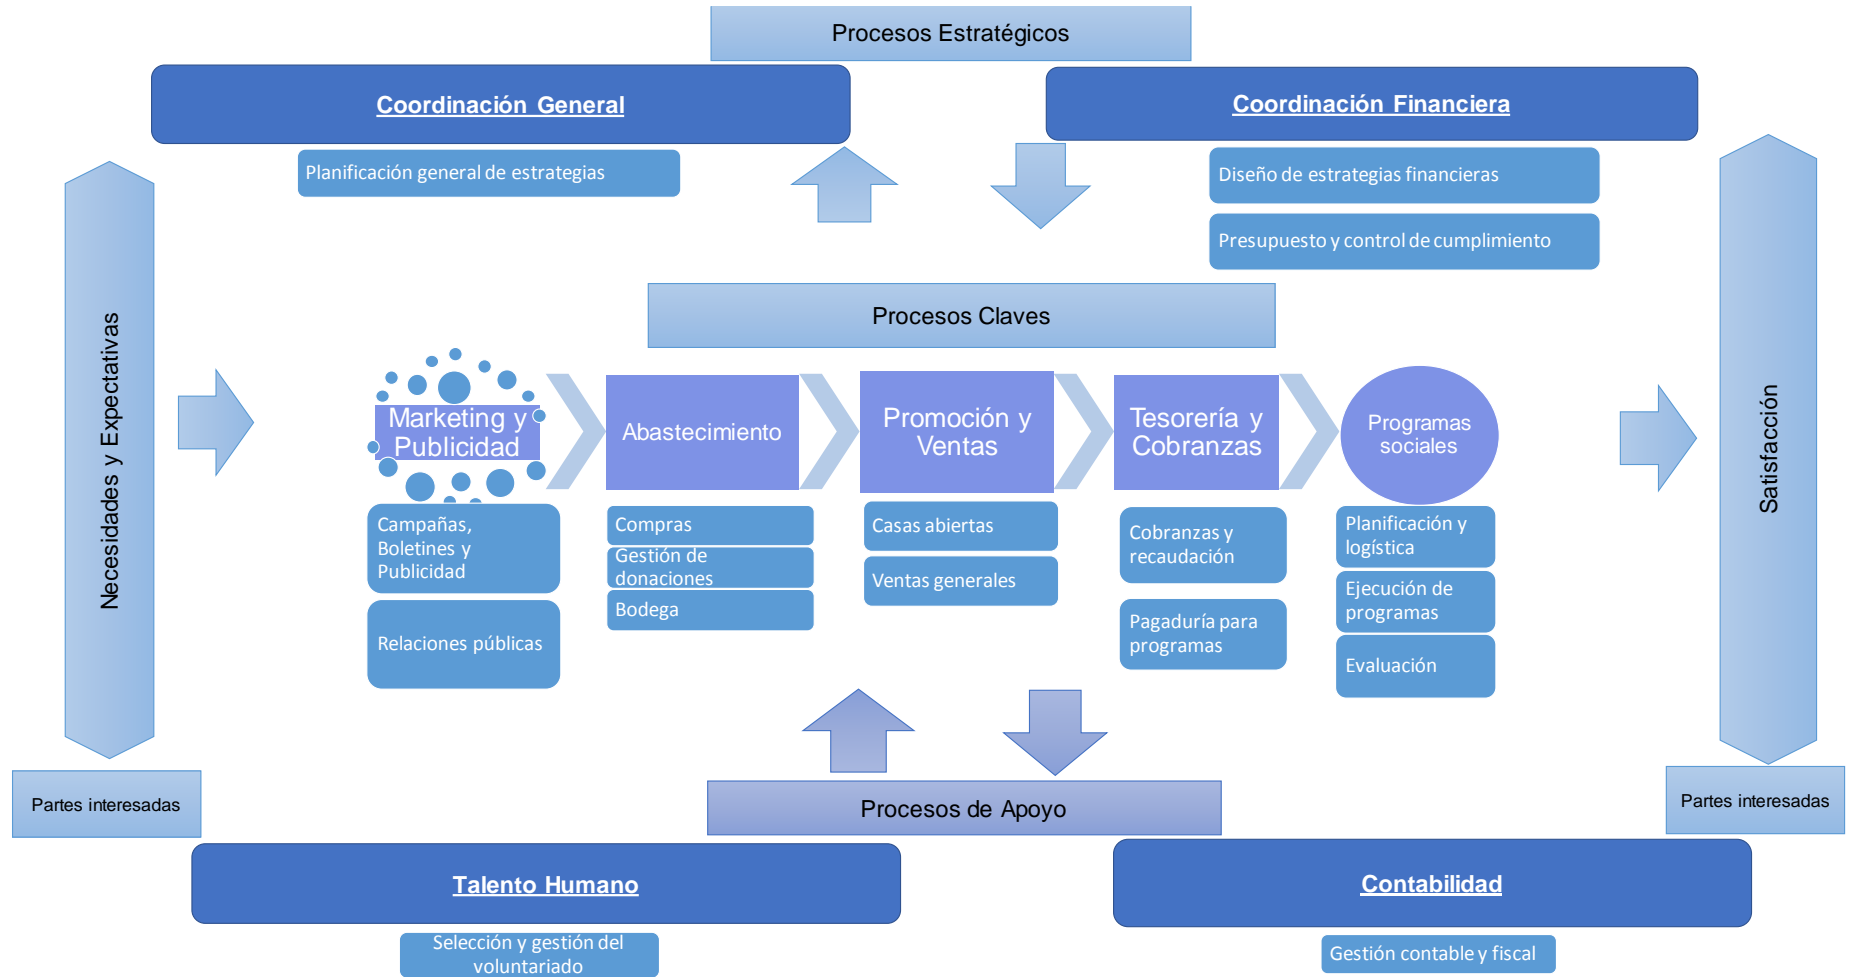 Procesos Estratégicos
Coordinación General
Coordinación Financiera
Planificación general de estrategias
Diseño de estrategias financieras
Presupuesto y control de cumplimiento
Necesidades y Expectativas
Procesos Claves
Marketing y
Publicidad
Abastecimiento
Promoción y
Ventas
Tesorería y
Cobranzas
Programas
sociales
Campañas,
Boletines y
Publicidad
Relaciones públicas
Compras
Gestión de
donaciones
Bodega
Casas abiertas
Ventas generales
Cobranzas y
recaudación
Pagaduría para
programas
Planificación y
logística
Ejecución de
programas
Evaluación
Satisfacción
Partes interesadas
Procesos de Apoyo
Partes interesadas
Talento Humano
Contabilidad
Selección y gestión del
voluntariado
Gestión contable y fiscal